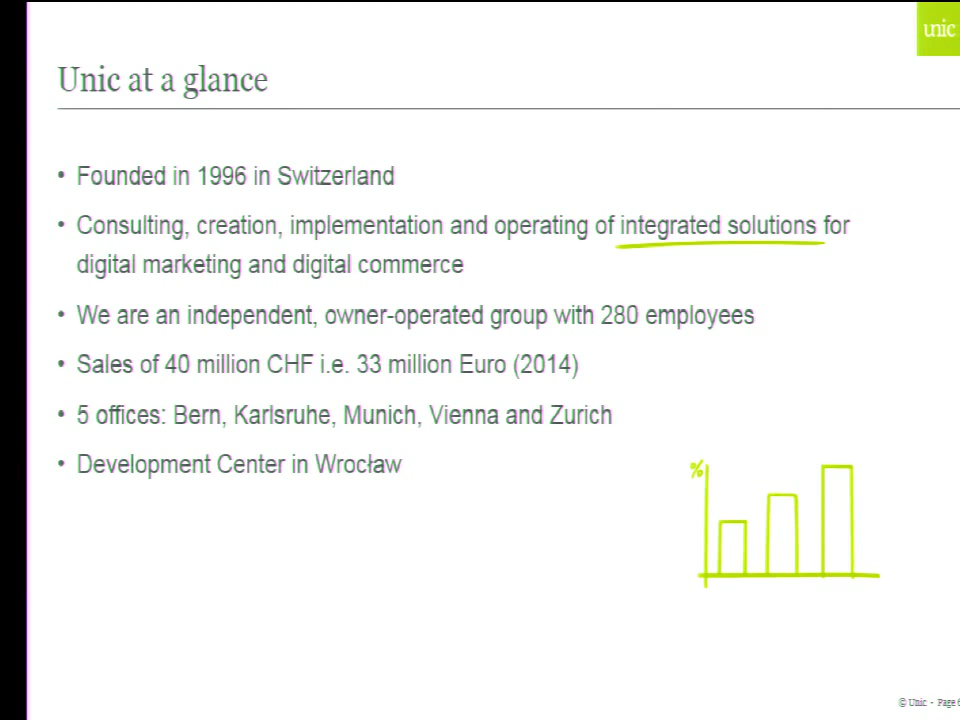 unic
Unic at a glance
• Founded in 1996 in Switzerland
• Consulting, creation, implementation and operating of integrated solutions for
digital marketing and digital commerce
• We are an independent, owner-operated group with 280 employees
• Sales of 40 million CHF i.e. 33 million Euro (2014)
• 5 offices: Bern, Karlsruhe, Munich, Vienna and Zurich
• Development Center in Wrocław
%
© Unic - Page 6